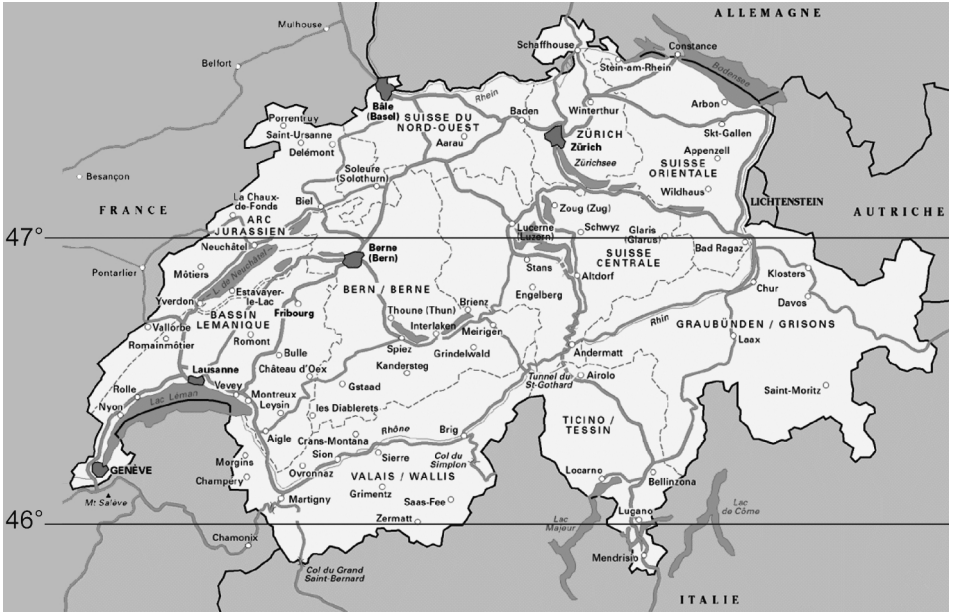 ALLEMAGNE
Mulhouse
Schaffhouse
Constance
Belfort
Stein-am-Rhein
Bodensee
Rhein
Bâle
(Basel)
SUISSE DU
NORD-OUEST
Baden
Winterthur
Arbon
Porrentruy
Saint-Ursanne
Delémont
Aarau
ZÜRICH
Zürich
Skt-Gallen
Appenzell
Zürichsee
SUISSE
ORIENTALE
Soleure
(Solothurn)
Besançon
Wildhaus
La Chaux-
de-Fonds
Biel
LICHTENSTEIN
FRANCE
ARC
JURASSIEN
Zoug (Zug)
AUTRICHE
Lucerne
(Luzern)
Schwyz
Glaris
(Glarus)
47°
Neuchâtel
Berne
(Bern)
Bad Ragaz
SUISSE
CENTRALE
Pontarlier
Môtiers
L. de Neuchâtel
Stans
Altdorf
Klosters
Chur
Davos
Yverdon
Estavayer-
le-Lac
BERN / BERNE
Engelberg
BASSIN
LEMANIQUE
Fribourg
Thoune (Thun)
Brienz
Interlaken
Meirigen
Rhin
GRAUBÜNDEN / GRISONS
Vallorbe
Romainmôtier
Romont
Spiez
Grindelwald
Andermatt
Laax
Bulle
Kandersteg
Lausanne
Château d'Oex
Tunnel du
St-Gothard
Airolo
Rolle
Vevey
Gstaad
Saint-Moritz
Nyon
Lac Léman
Montreux
Leysin
les Diablerets
TICINO /
TESSIN
Aigle
Crans-Montana
Rhône
Brig
Sion
Sierre
Col du
Simplon
GENÈVE
Morgins
Champéry
Ovronnaz
VALAIS / WALLIS
Locarno
Bellinzona
Mt Salève
Martigny
Grimentz
Saas-Fee
Lac
de Côme
46°
Zermatt
Lac
Majeur
Lugano
Chamonix
Mendrisio
Col du Grand
Saint-Bernard
ITALIE